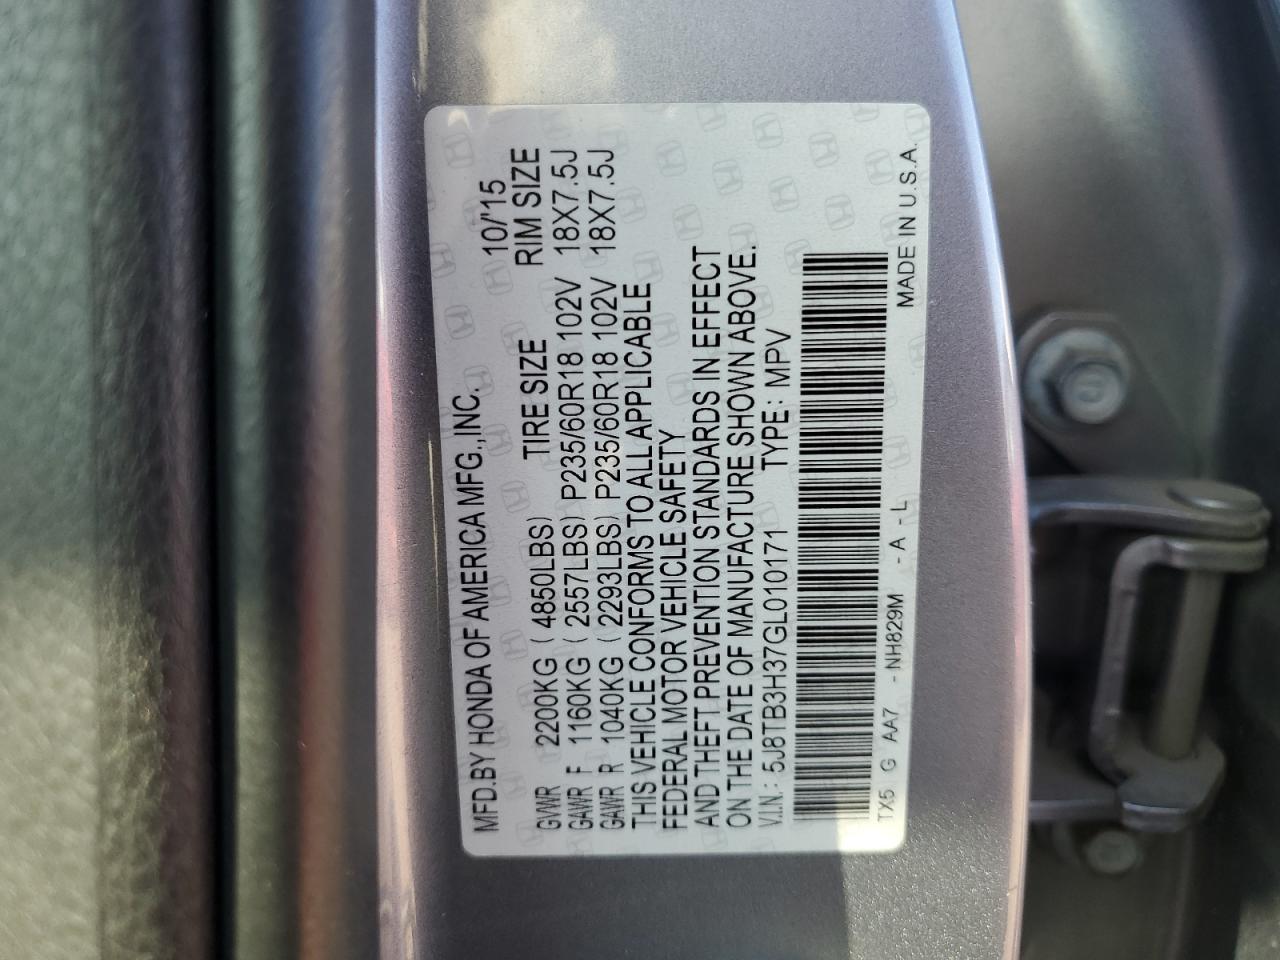 MFD.BY HONDA OF AMERICA MFG.,INC. 10/'15
TIRE SIZE RIM SIZE
GVWR 2200KG ( 4850LBS)
GAWR F 1160KG ( 2557LBS) P235/60R18 102V 18X7.5J
GAWR R 1040KG ( 2293LBS) P235/60R18 102V 18X7.5J
THIS VEHICLE CONFORMS TO ALL APPLICABLE
FEDERAL MOTOR VEHICLE SAFETY
AND THEFT PREVENTION STANDARDS IN EFFECT
ON THE DATE OF MANUFACTURE SHOWN ABOVE.
V.I.N.: 5J8TB3H37GL010171 TYPE: MPV
TX5 G AA7 -NH829M -A-L MADE IN U.S.A.